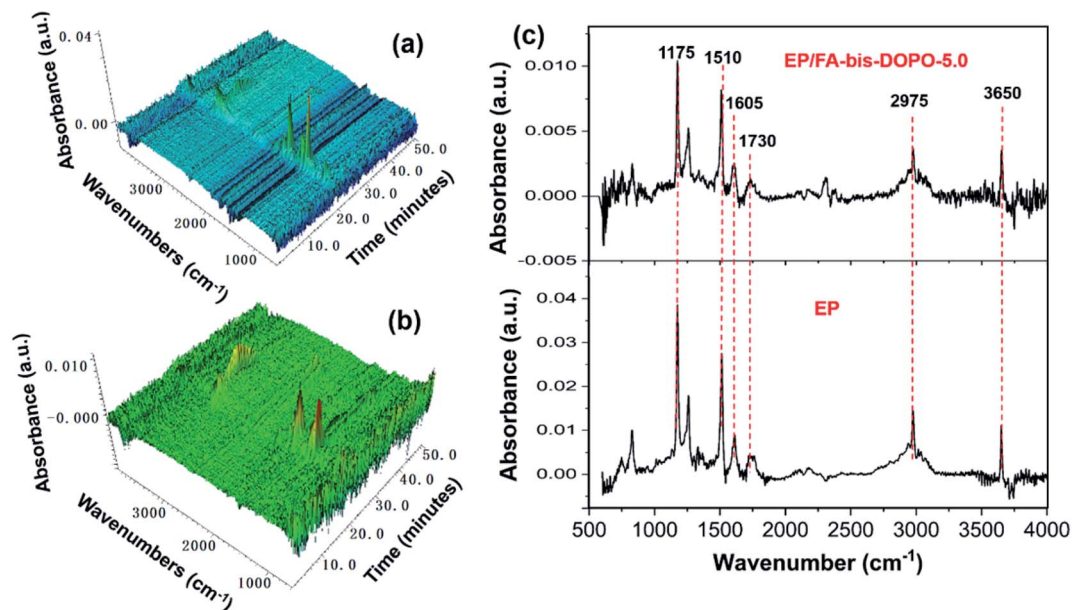 (a)
Absorbance (a.u.)
0.04
0.00
3000
2000
1000
Wavenumbers (cm⁻¹)
10.0
20.0
30.0
40.0
50.0
Time (minutes)
(b)
Absorbance (a.u.)
0.010
-0.000
3000
2000
1000
Wavenumbers (cm⁻¹)
10.0
20.0
30.0
40.0
50.0
Time (minutes)
(c)
EP/FA-bis-DOPO-5.0
1175
1510
1605
1730
2975
3650
Absorbance (a.u.)
0.010
0.005
0.000
-0.005
EP
Absorbance (a.u.)
0.04
0.03
0.02
0.01
0.00
500 1000 1500 2000 2500 3000 3500 4000
Wavenumber (cm⁻¹)